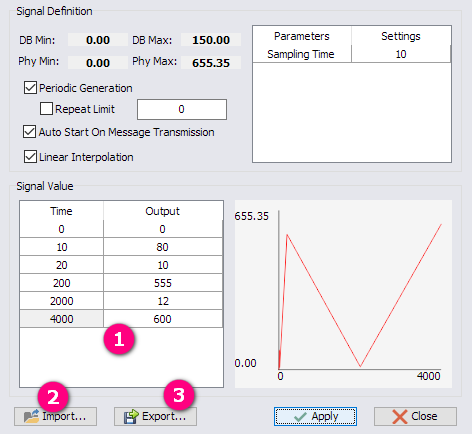 Signal Definition
DB Min: 0.00 DB Max: 150.00
Phy Min: 0.00 Phy Max: 655.35
Periodic Generation
Repeat Limit 0
Auto Start On Message Transmission
Linear Interpolation
Parameters Settings
Sampling Time 10
Signal Value
Time Output
0 0
10 80
20 10
200 555
2000 12
4000 600
1
655.35
0.00
0 4000
2
3
Import... Export... Apply Close